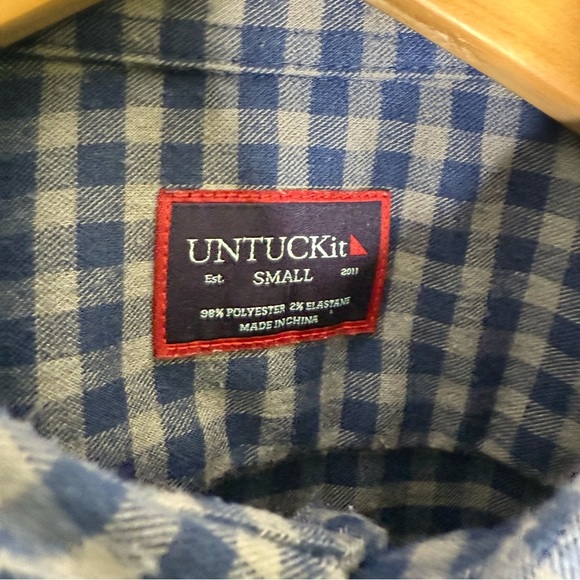 UNTUCKit
Est. SMALL 2011
98% POLYESTER 2% ELASTANE
MADE IN CHINA